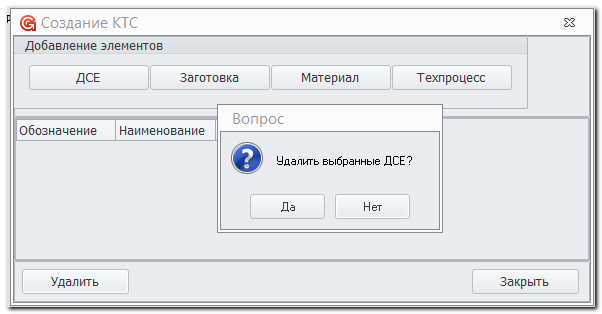 Создание КТС
Добавление элементов
ДСЕ Заготовка Материал Техпроцесс
Обозначение Наименование
Вопрос
Удалить выбранные ДСЕ?
Да Нет
Удалить Закрыть